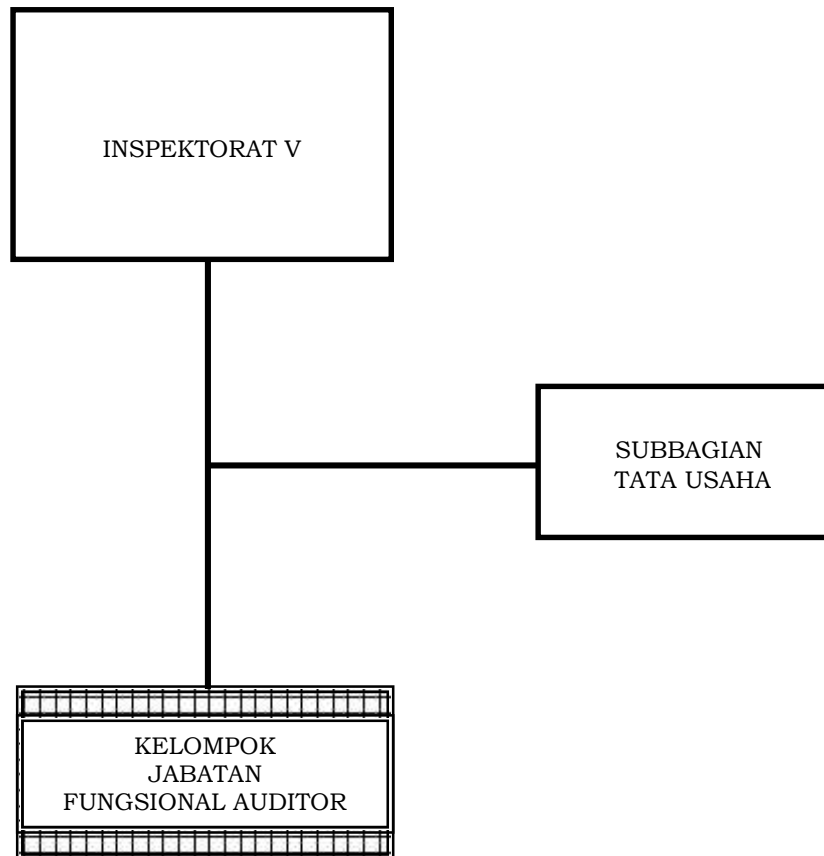 INSPEKTORAT V
SUBBAGIAN
TATA USAHA
KELOMPOK
JABATAN
FUNGSIONAL AUDITOR